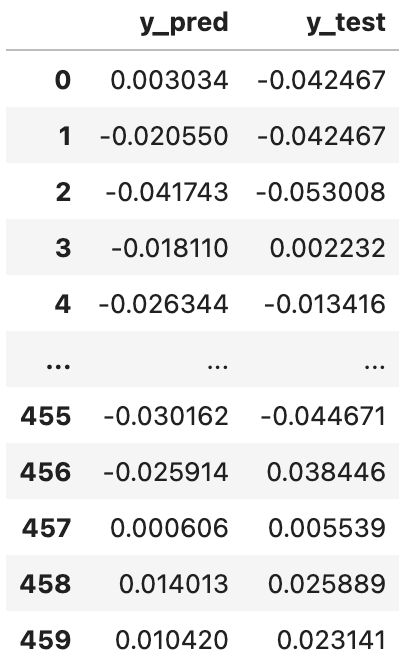 y_pred y_test
0 0.003034 -0.042467
1 -0.020550 -0.042467
2 -0.041743 -0.053008
3 -0.018110 0.002232
4 -0.026344 -0.013416
... ... ...
455 -0.030162 -0.044671
456 -0.025914 0.038446
457 0.000606 0.005539
458 0.014013 0.025889
459 0.010420 0.023141